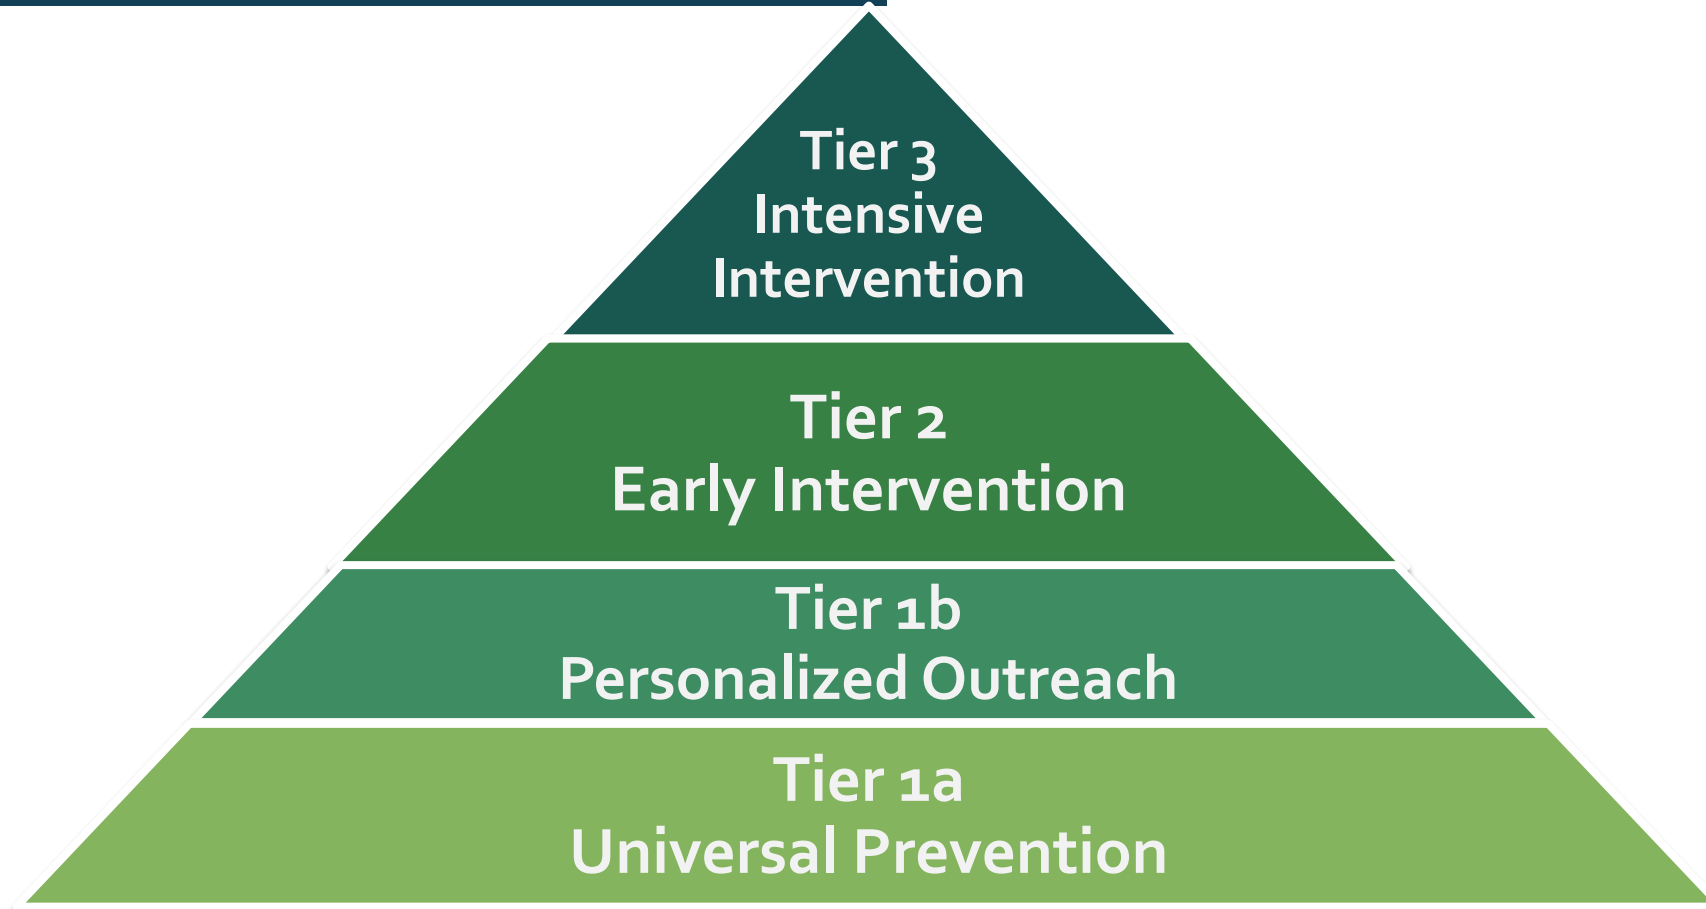 Tier 3
Intensive
Intervention
Tier 2
Early Intervention
Tier 1b
Personalized Outreach
Tier 1a
Universal Prevention